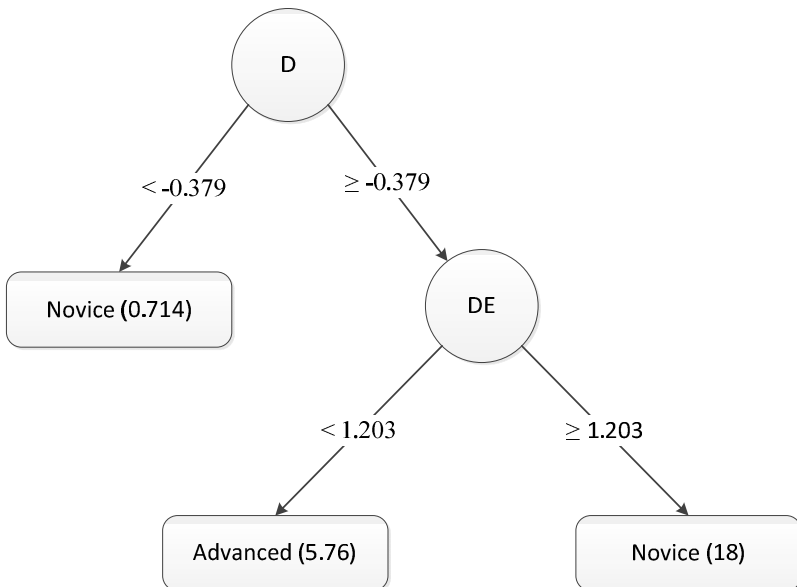 D
< -0.379
≥ -0.379
Novice (0.714)
DE
< 1.203
≥ 1.203
Advanced (5.76)
Novice (18)